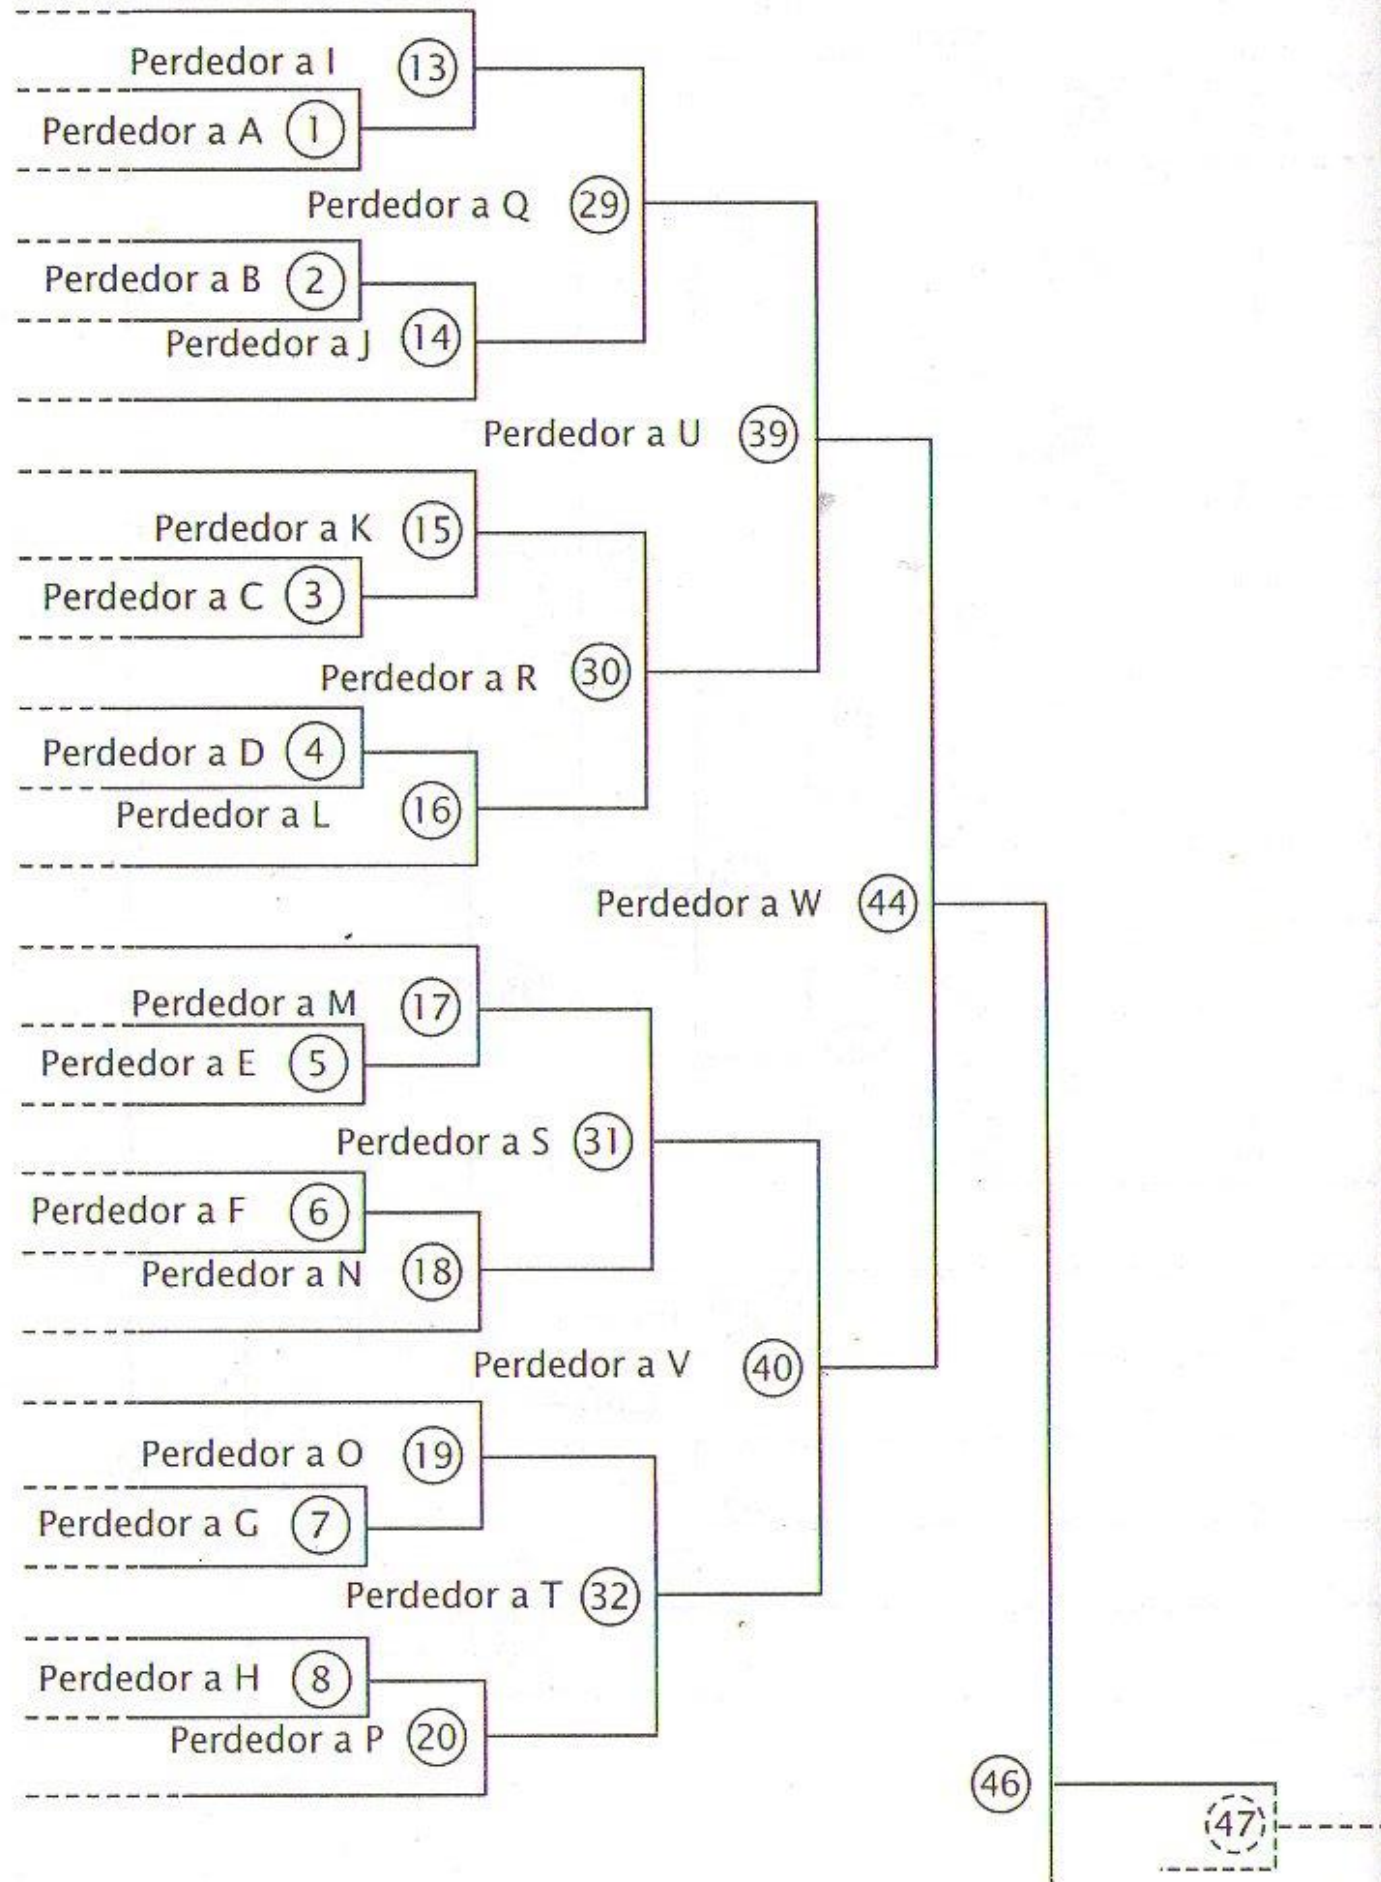 Perdedor a I 13
Perdedor a A 1
Perdedor a Q 29
Perdedor a B 2
Perdedor a J 14
Perdedor a U 39
Perdedor a K 15
Perdedor a C 3
Perdedor a R 30
Perdedor a D 4
Perdedor a L 16
Perdedor a W 44
Perdedor a M 17
Perdedor a E 5
Perdedor a S 31
Perdedor a F 6
Perdedor a N 18
Perdedor a V 40
Perdedor a O 19
Perdedor a G 7
Perdedor a T 32
Perdedor a H 8
Perdedor a P 20
46
47